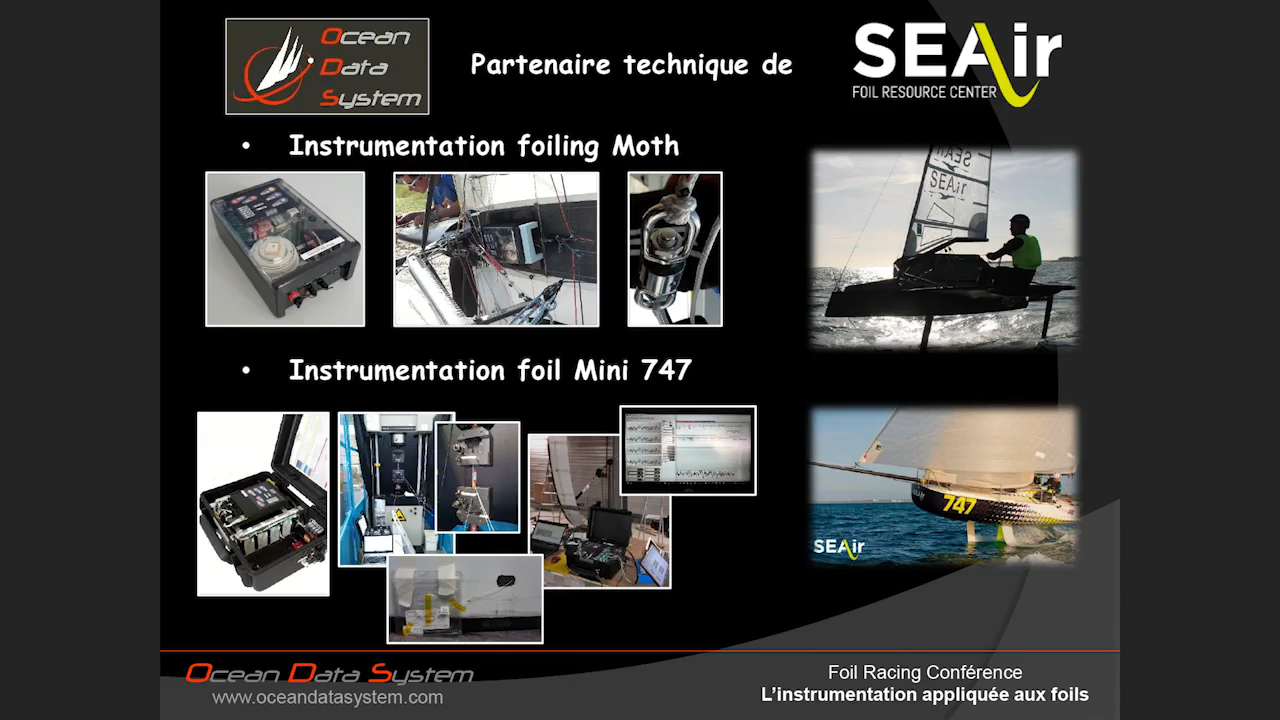 Ocean
Data
System
Partenaire technique de
SEAir
FOIL RESOURCE CENTER
• Instrumentation foiling Moth
SEAir
SEAir
• Instrumentation foil Mini 747
747
SEAir
Ocean Data System
www.oceandatasystem.com
Foil Racing Conférence
L’instrumentation appliquée aux foils